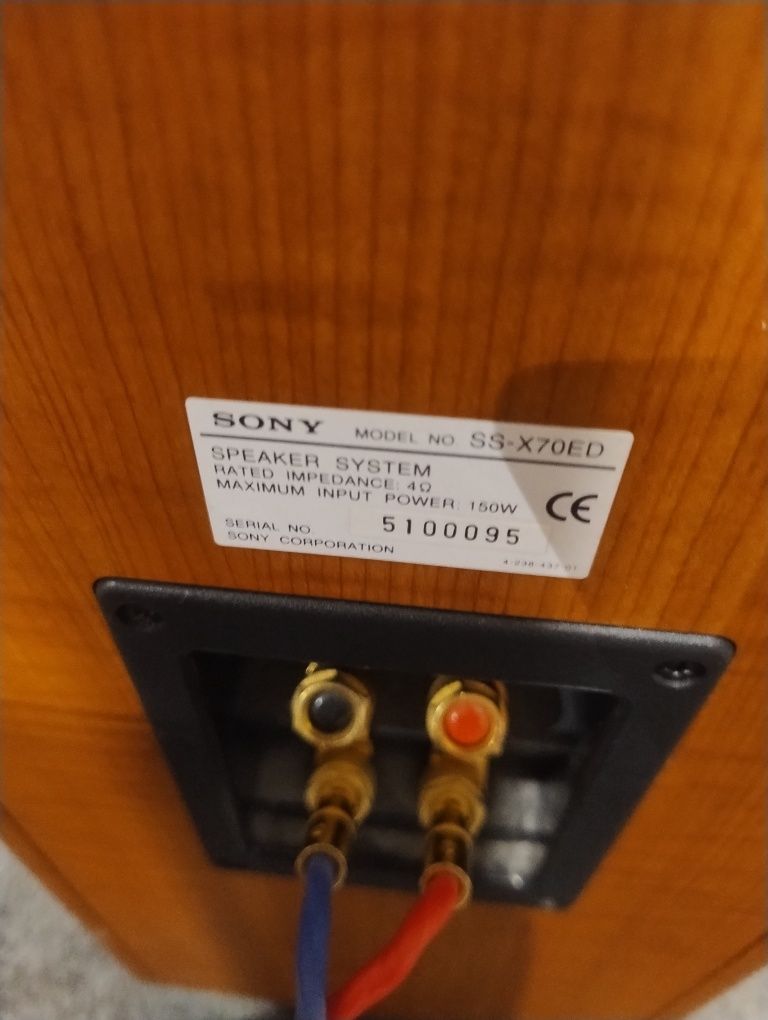 SONY MODEL NO. SS-X70ED
SPEAKER SYSTEM
RATED IMPEDANCE: 4Ω
MAXIMUM INPUT POWER: 150W
CE
SERIAL NO. 5100095
SONY CORPORATION